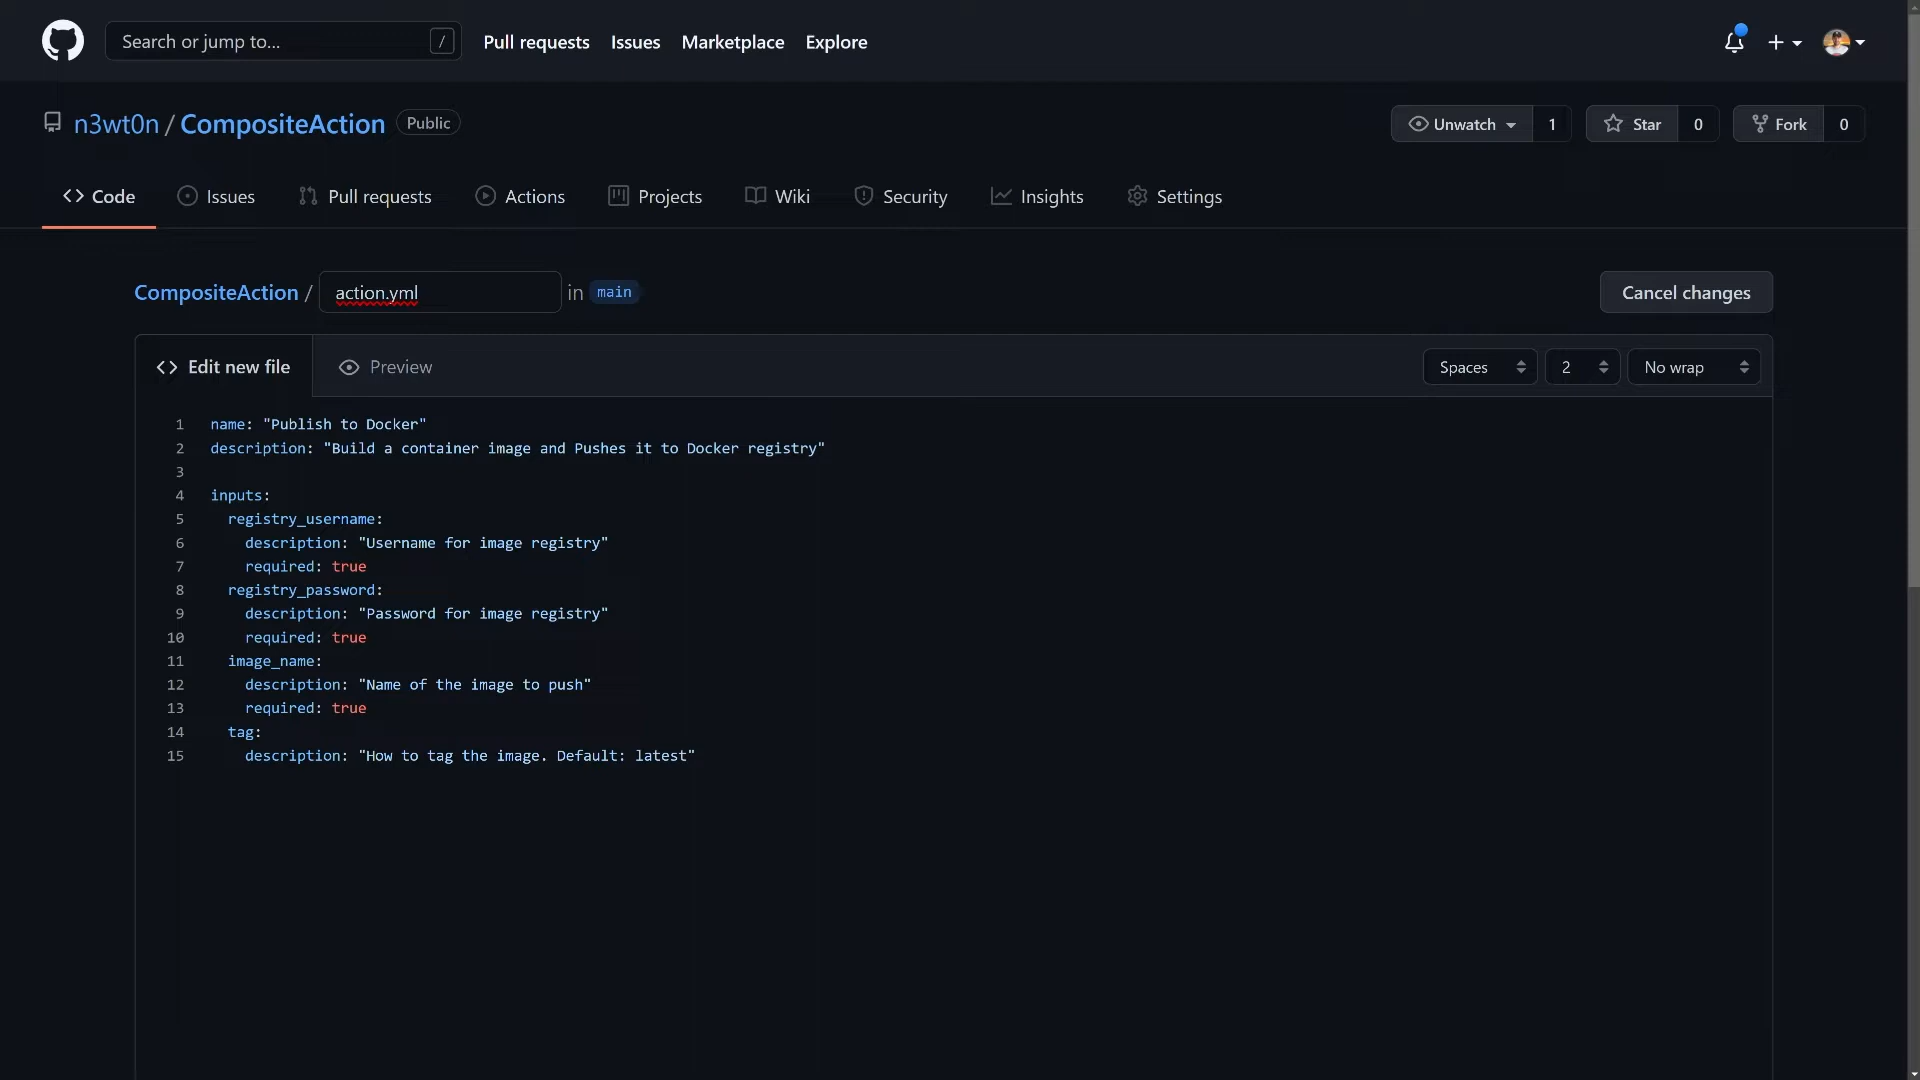 Search or jump to... / Pull requests Issues Marketplace Explore
n3wt0n / CompositeAction Public Unwatch 1 Star 0 Fork 0
Code Issues Pull requests Actions Projects Wiki Security Insights Settings
CompositeAction / action.yml in main Cancel changes
Edit new file Preview Spaces 2 No wrap
1 name: "Publish to Docker"
2 description: "Build a container image and Pushes it to Docker registry"
3
4 inputs:
5 registry_username:
6 description: "Username for image registry"
7 required: true
8 registry_password:
9 description: "Password for image registry"
10 required: true
11 image_name:
12 description: "Name of the image to push"
13 required: true
14 tag:
15 description: "How to tag the image. Default: latest"